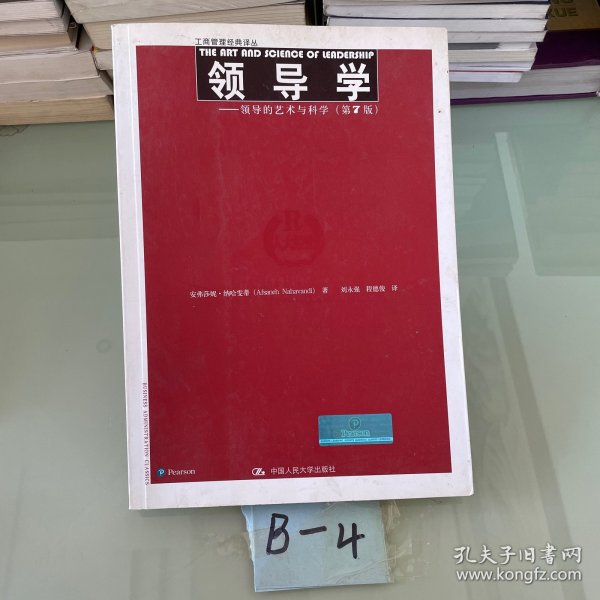 工商管理经典译丛
THE ART AND SCIENCE OF LEADERSHIP
领导学
——领导的艺术与科学（第7版）
安弗莎妮·纳哈雯蒂（Afsaneh Nahavandi） 著 刘永强 程德俊 译
BUSINESS ADMINISTRATION CLASSICS
Pearson
Pearson
中国人民大学出版社
B-4
孔夫子旧书网
www.kongfz.com